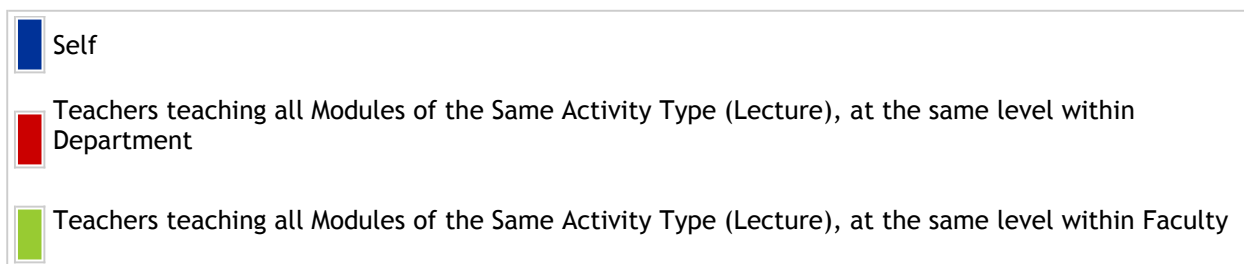 Self
Teachers teaching all Modules of the Same Activity Type (Lecture), at the same level within
Department
Teachers teaching all Modules of the Same Activity Type (Lecture), at the same level within Faculty